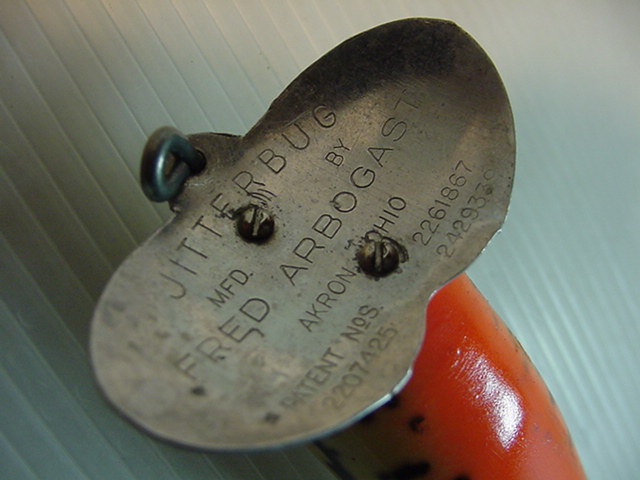 JITTERBUG
MFD. BY
FRED ARBOGAST
AKRON, OHIO
PATENT NOS. 2261867
2207425